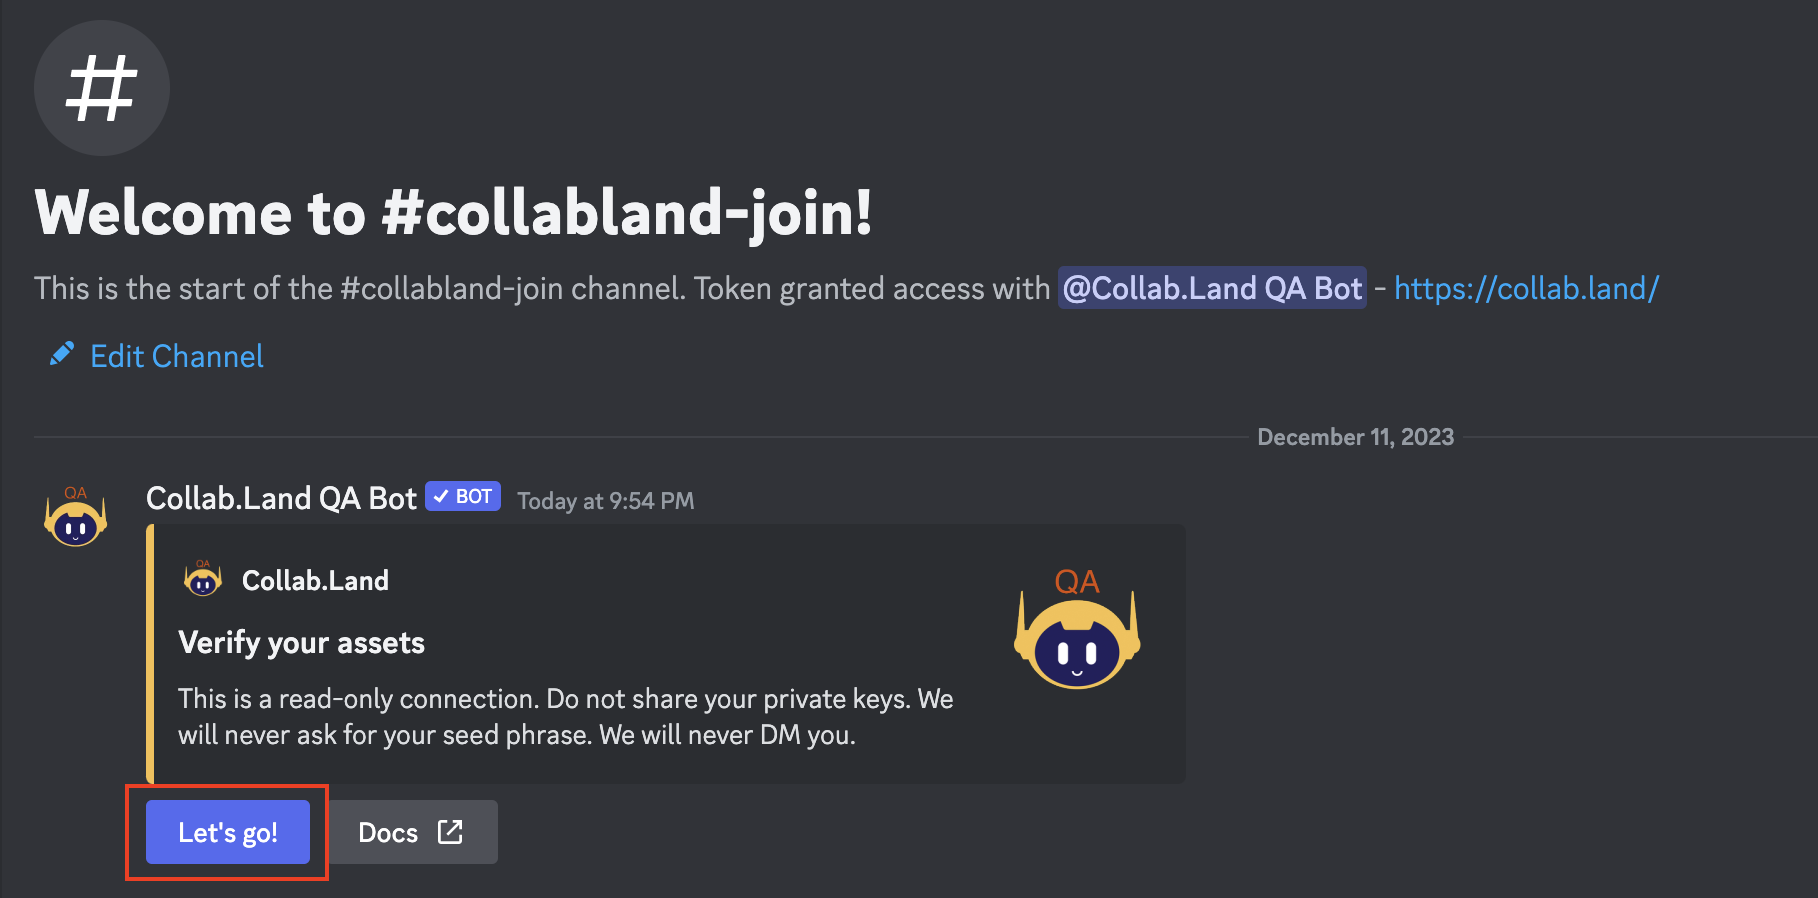 #
Welcome to #collabland-join!
This is the start of the #collabland-join channel. Token granted access with @Collab.Land QA Bot - https://collab.land/
Edit Channel
December 11, 2023
QA
Collab.Land QA Bot ✓ BOT Today at 9:54 PM
QA
Collab.Land
QA
Verify your assets
This is a read-only connection. Do not share your private keys. We
will never ask for your seed phrase. We will never DM you.
Let's go!
Docs